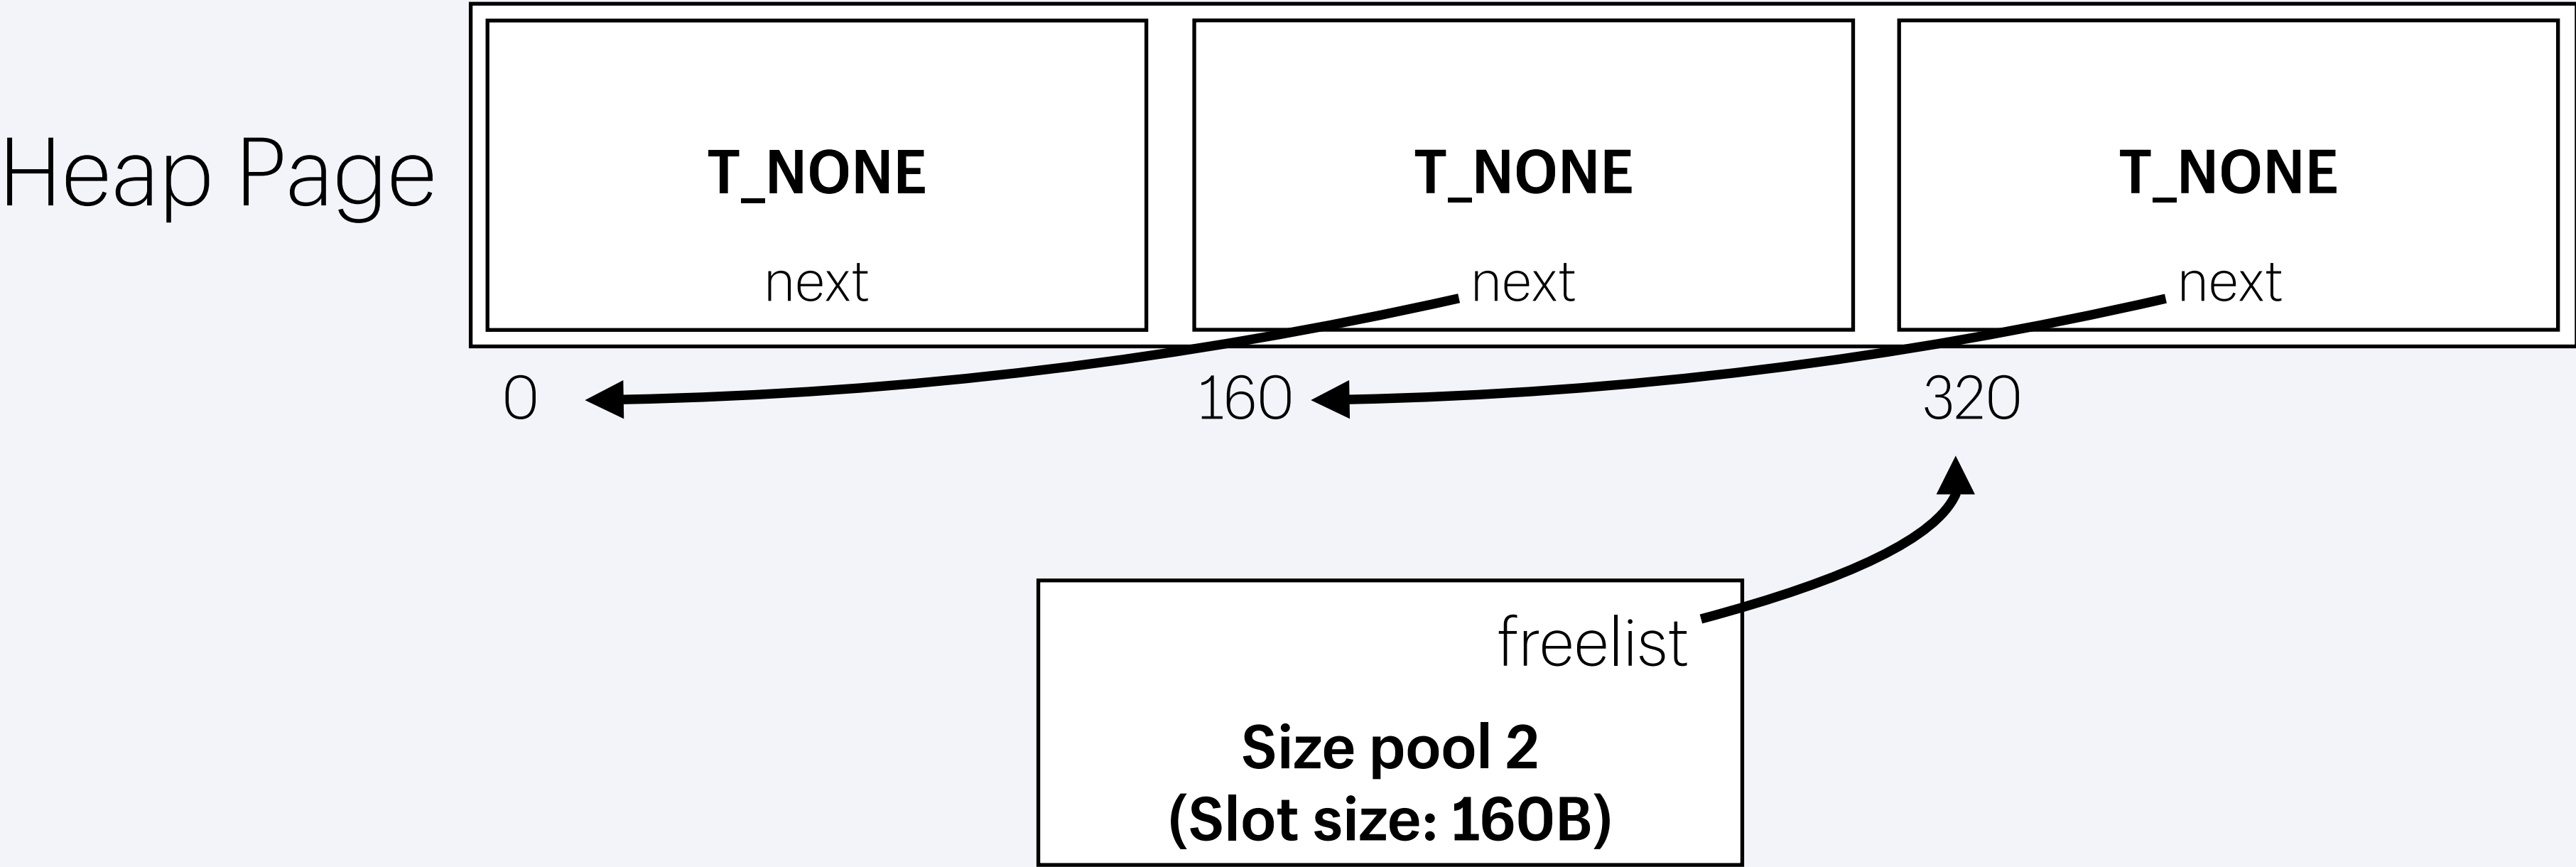 Heap Page
T_NONE
next
T_NONE
next
T_NONE
next
0
160
320
freelist
Size pool 2
(Slot size: 160B)